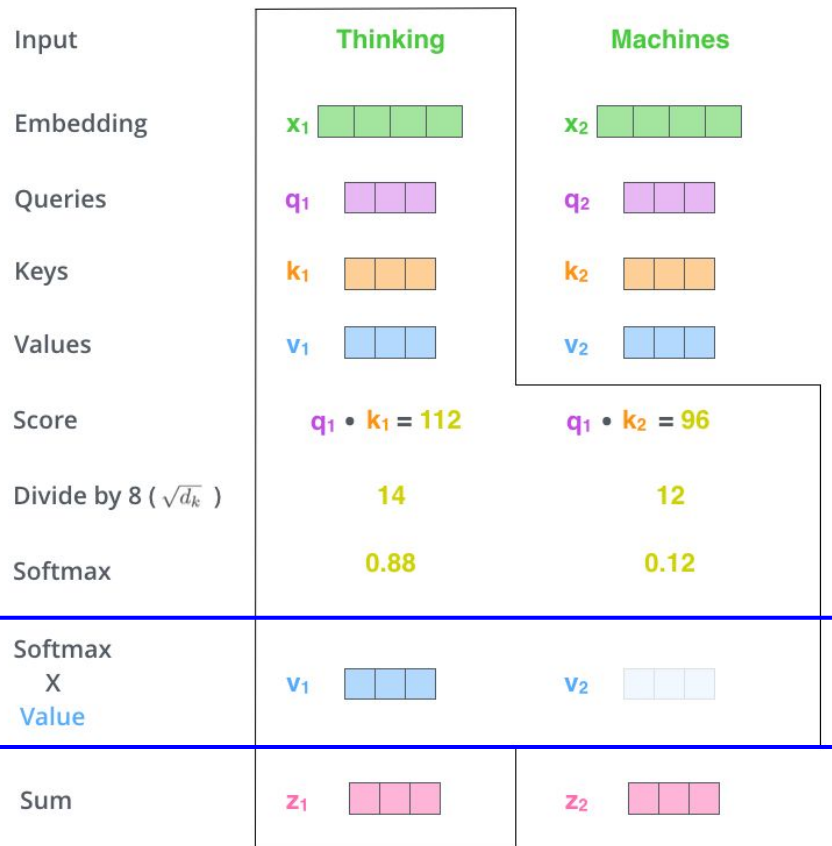 Input Thinking Machines
Embedding x₁ x₂
Queries q₁ q₂
Keys k₁ k₂
Values v₁ v₂
Score q₁ • k₁ = 112 q₁ • k₂ = 96
Divide by 8 ( √dₖ ) 14 12
Softmax 0.88 0.12
Softmax
X
Value
v₁ v₂
Sum z₁ z₂